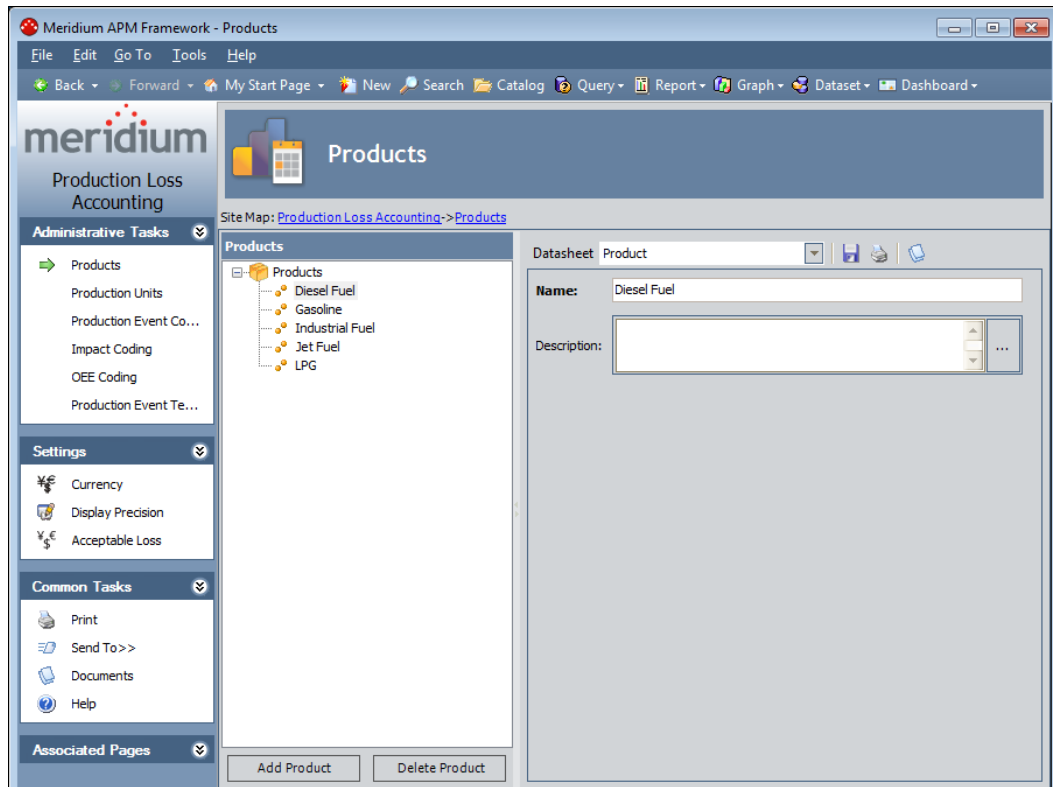 Meridium APM Framework - Products
File Edit Go To Tools Help
Back Forward My Start Page New Search Catalog Query Report Graph Dataset Dashboard
meridium
Production Loss
Accounting
Products
Site Map: Production Loss Accounting->Products
Administrative Tasks
Products
Production Units
Production Event Co...
Impact Coding
OEE Coding
Production Event Te...
Settings
Currency
Display Precision
Acceptable Loss
Common Tasks
Print
Send To>>
Documents
Help
Associated Pages
Products
Products
Diesel Fuel
Gasoline
Industrial Fuel
Jet Fuel
LPG
Add Product Delete Product
Datasheet Product
Name: Diesel Fuel
Description: ...